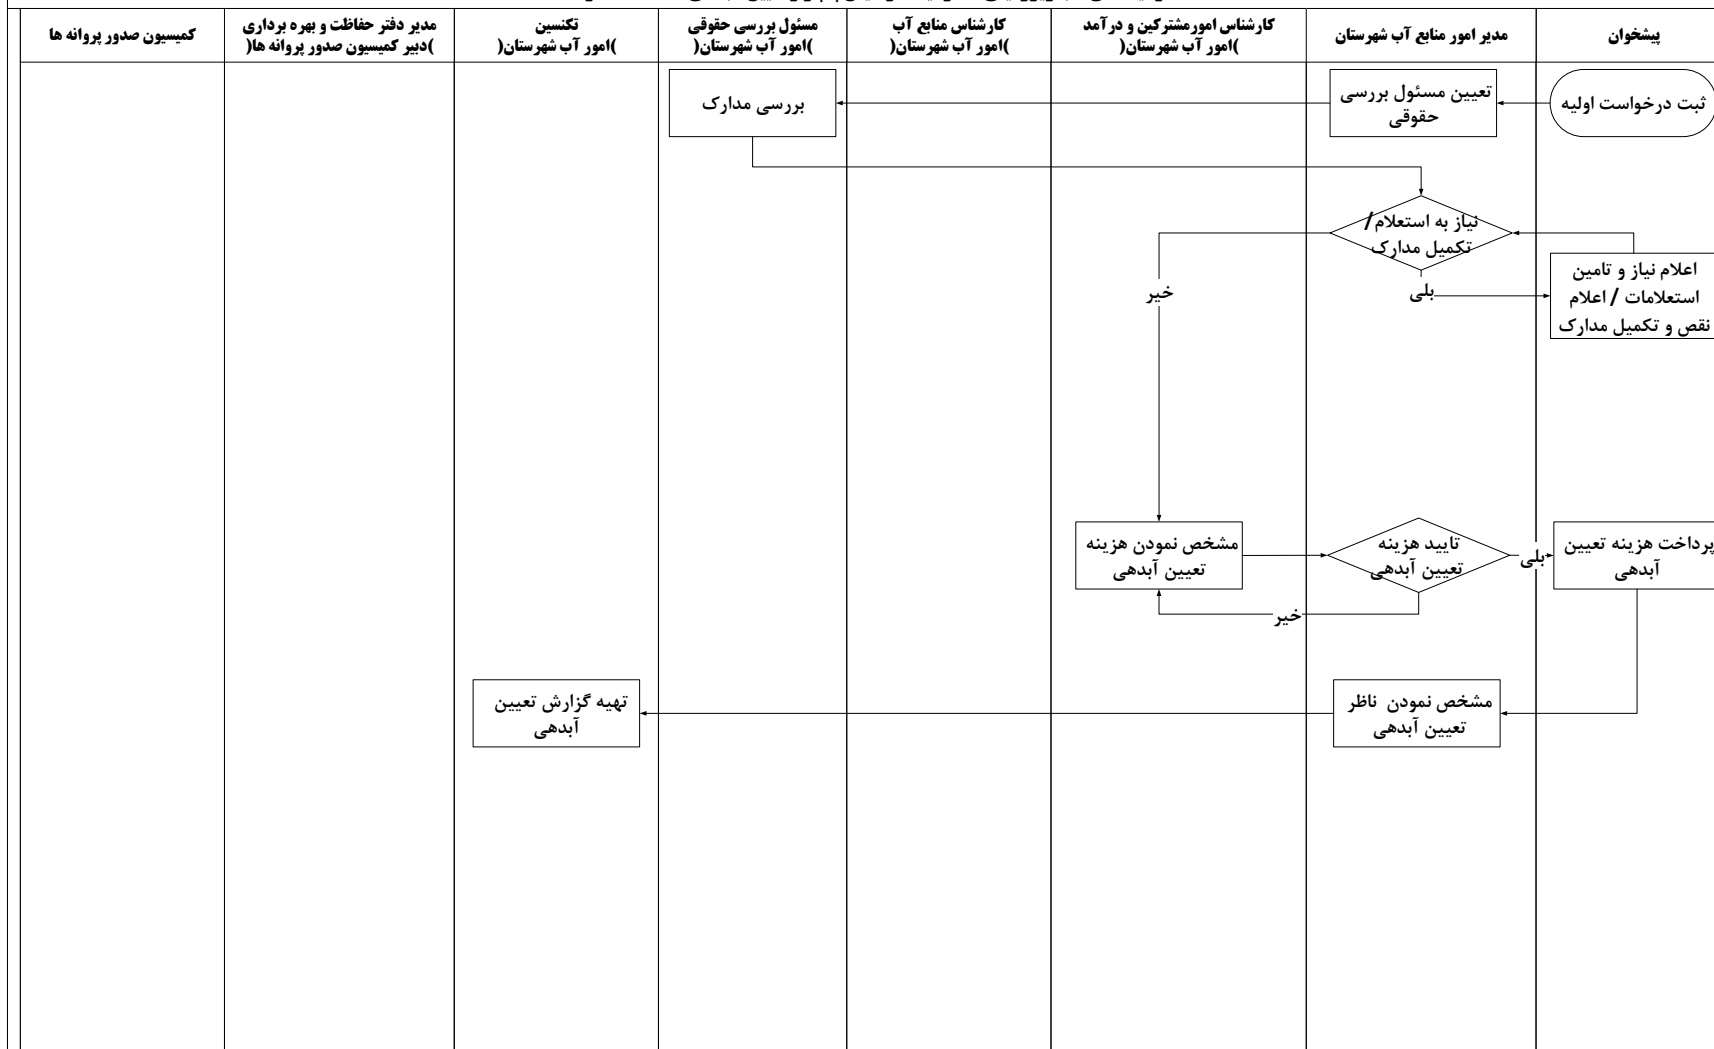 پیشخوان
مدیر امور منابع آب شهرستان
کارشناس امورمشترکین و درآمد
)امور آب شهرستان(
کارشناس منابع آب
)امور آب شهرستان(
مسئول بررسی حقوقی
)امور آب شهرستان(
تکنسین
)امور آب شهرستان(
مدیر دفتر حفاظت و بهره برداری
)دبیر کمیسیون صدور پروانه ها(
کمیسیون صدور پروانه ها
ثبت درخواست اولیه
تعیین مسئول بررسی
حقوقی
بررسی مدارک
نیاز به استعلام/
تکمیل مدارک
بلی
خیر
اعلام نیاز و تامین
استعلامات / اعلام
نقص و تکمیل مدارک
مشخص نمودن هزینه
تعیین آبدهی
تایید هزینه
تعیین آبدهی
بلی
خیر
پرداخت هزینه تعیین
آبدهی
مشخص نمودن ناظر
تعیین آبدهی
تهیه گزارش تعیین
آبدهی